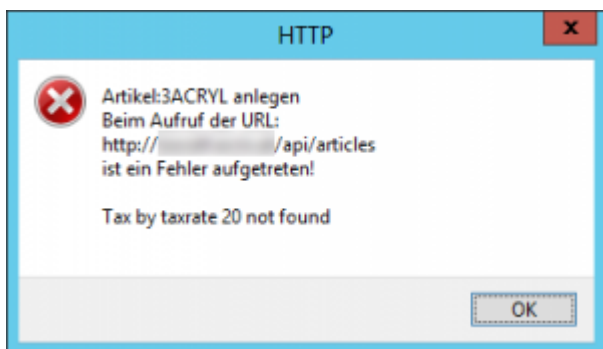 HTTP
Artikel:3ACRYL anlegen
Beim Aufruf der URL:
http:// /api/articles
ist ein Fehler aufgetreten!
Tax by taxrate 20 not found
OK